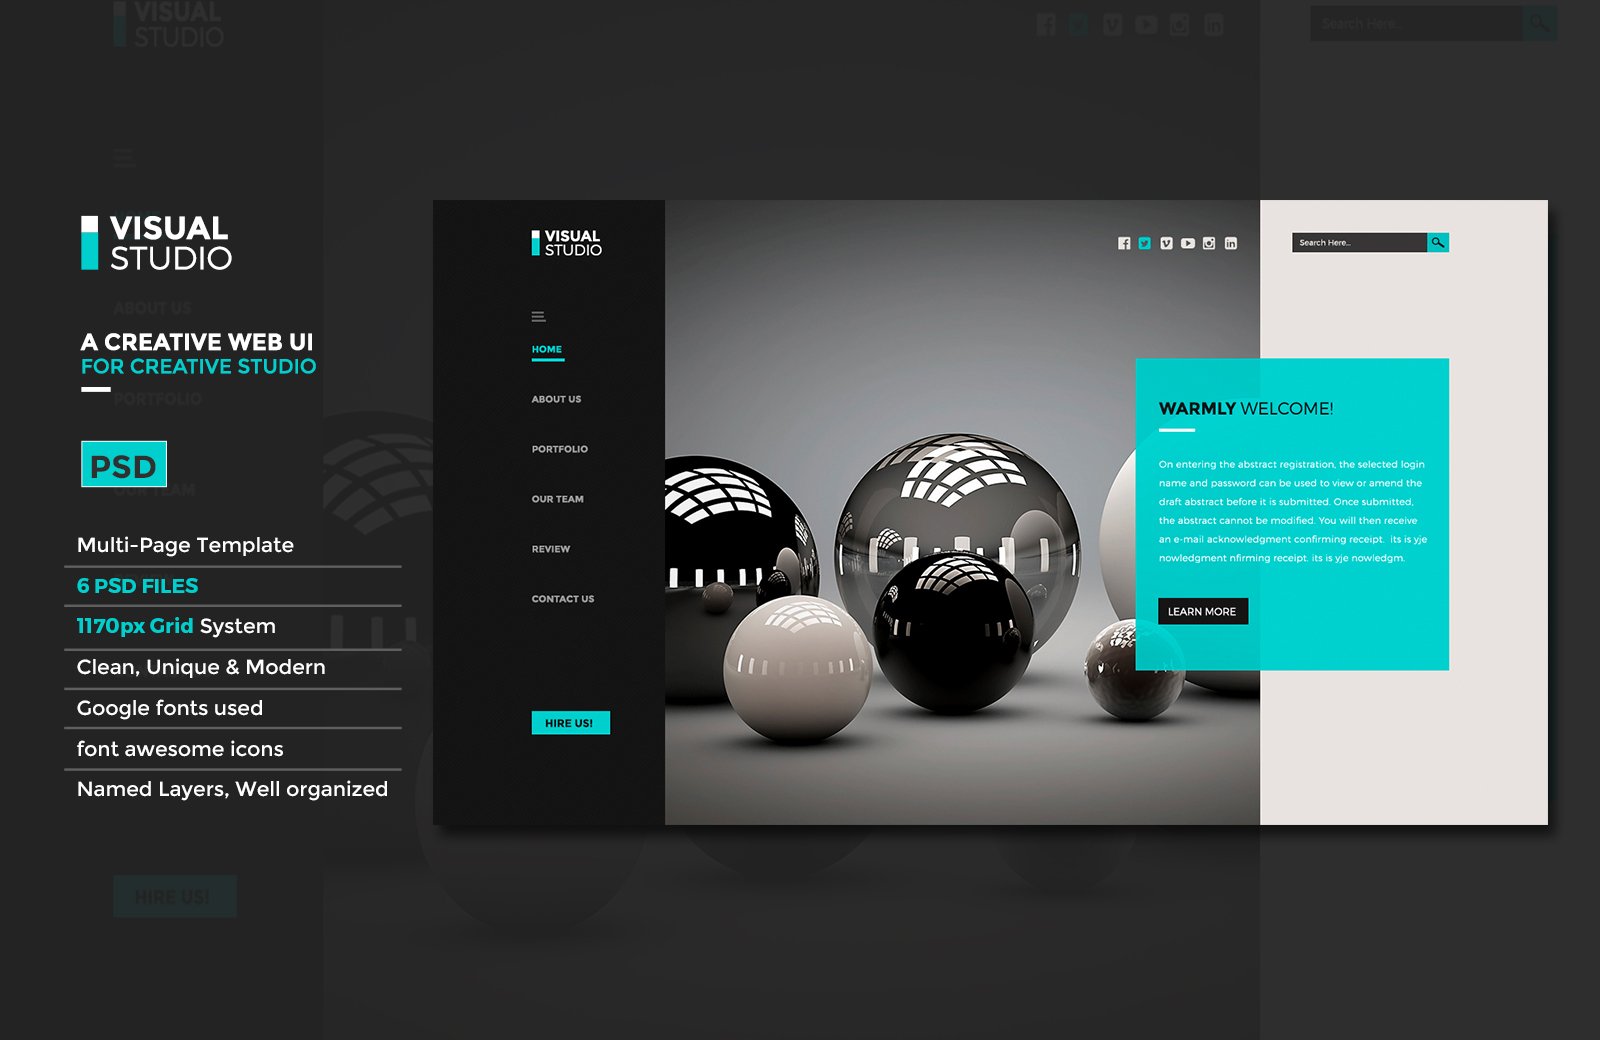 VISUAL
STUDIO
Search Here...
ABOUT US
PORTFOLIO
OUR TEAM
HIRE US!
VISUAL
STUDIO
A CREATIVE WEB UI
FOR CREATIVE STUDIO
PSD
Multi-Page Template
6 PSD FILES
1170px Grid System
Clean, Unique & Modern
Google fonts used
font awesome icons
Named Layers, Well organized
VISUAL
STUDIO
HOME
ABOUT US
PORTFOLIO
OUR TEAM
REVIEW
CONTACT US
HIRE US!
Search Here...
WARMLY WELCOME!
On entering the abstract registration, the selected login
name and password can be used to view or amend the
draft abstract before it is submitted. Once submitted,
the abstract cannot be modified. You will then receive
an e-mail acknowledgment confirming receipt. its is yje
nowledgment nfirming receipt. its is yje nowledgm.
LEARN MORE